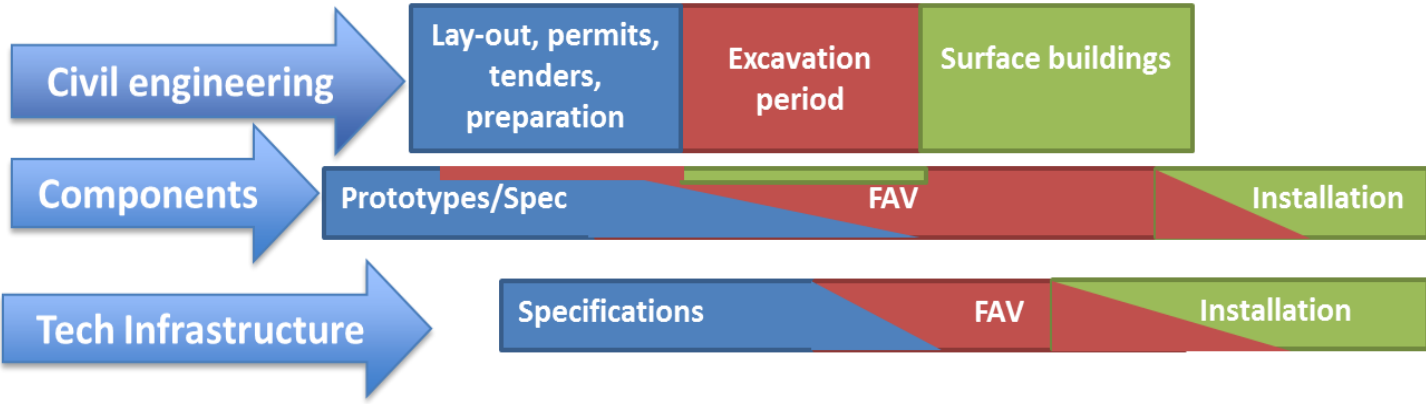 Civil engineering
Lay-out, permits,
tenders,
preparation
Excavation
period
Surface buildings
Components
Prototypes/Spec
FAV
Installation
Tech Infrastructure
Specifications
FAV
Installation